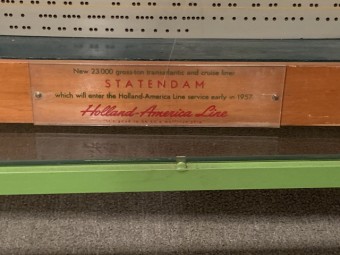 New 23.000 gross-ton transatlantic and cruise liner
STATENDAM
which will enter the Holland-America Line service early in 1957
Holland-America Line